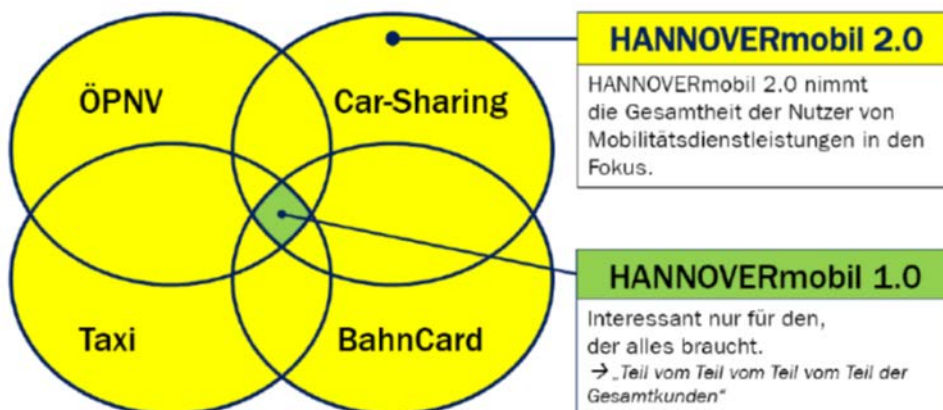 ÖPNV
Car-Sharing
Taxi
BahnCard
HANNOVERmobil 2.0
HANNOVERmobil 2.0 nimmt
die Gesamtheit der Nutzer von
Mobilitätsdienstleistungen in den
Fokus.
HANNOVERmobil 1.0
Interessant nur für den,
der alles braucht.
→ „Teil vom Teil vom Teil vom Teil der
Gesamtkunden“